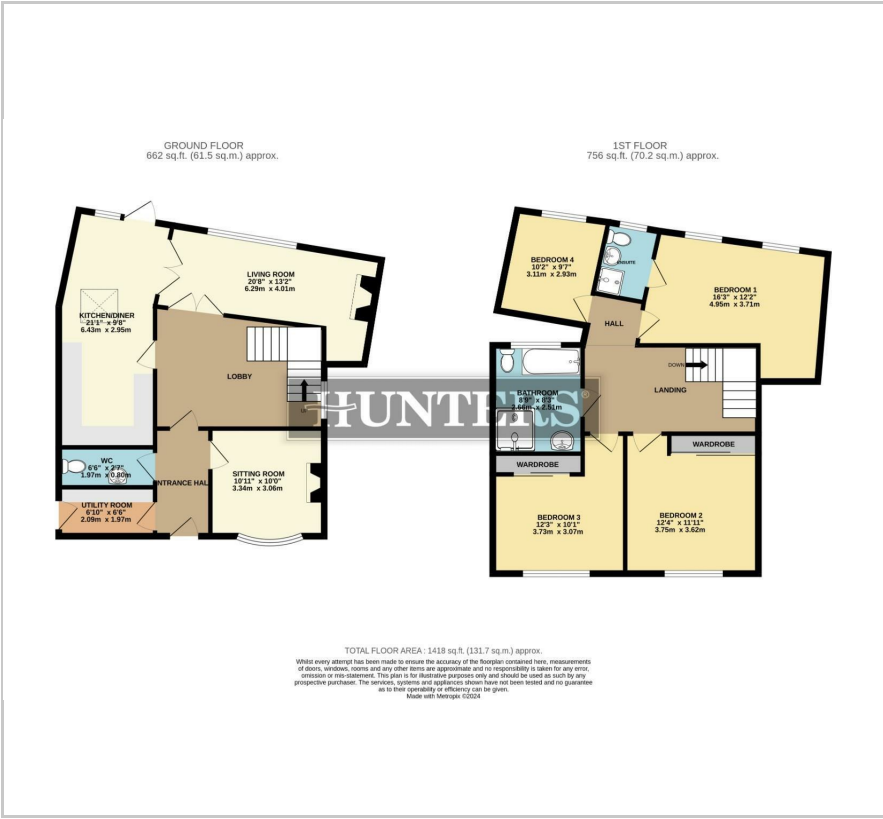 GROUND FLOOR
662 sq.ft. (61.5 sq.m.) approx.
KITCHEN/DINER
21'1" x 9'8"
6.43m x 2.95m
LIVING ROOM
20'8" x 13'2"
6.29m x 4.01m
LOBBY
UP
WC
6'6" x 2'7"
1.97m x 0.80m
ENTRANCE HALL
SITTING ROOM
10'11" x 10'0"
3.34m x 3.06m
UTILITY ROOM
6'10" x 6'6"
2.09m x 1.97m
1ST FLOOR
756 sq.ft. (70.2 sq.m.) approx.
BEDROOM 4
10'2" x 9'7"
3.11m x 2.93m
ENSUITE
BEDROOM 1
16'3" x 12'2"
4.95m x 3.71m
HALL
DOWN
LANDING
BATHROOM
8'9" x 8'3"
2.66m x 2.51m
WARDROBE
WARDROBE
BEDROOM 3
12'3" x 10'1"
3.73m x 3.07m
BEDROOM 2
12'4" x 11'11"
3.75m x 3.62m
HUNTERS®
TOTAL FLOOR AREA : 1418 sq.ft. (131.7 sq.m.) approx.
Whilst every attempt has been made to ensure the accuracy of the floorplan contained here, measurements
of doors, windows, rooms and any other items are approximate and no responsibility is taken for any error,
omission or mis-statement. This plan is for illustrative purposes only and should be used as such by any
prospective purchaser. The services, systems and appliances shown have not been tested and no guarantee
as to their operability or efficiency can be given.
Made with Metropix ©2024